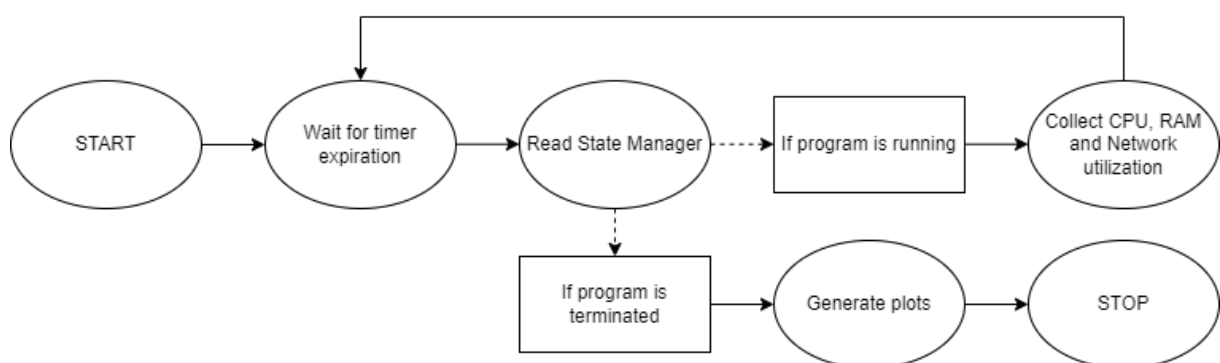 START
Wait for timer
expiration
Read State Manager
If program is running
Collect CPU, RAM
and Network
utilization
If program is
terminated
Generate plots
STOP